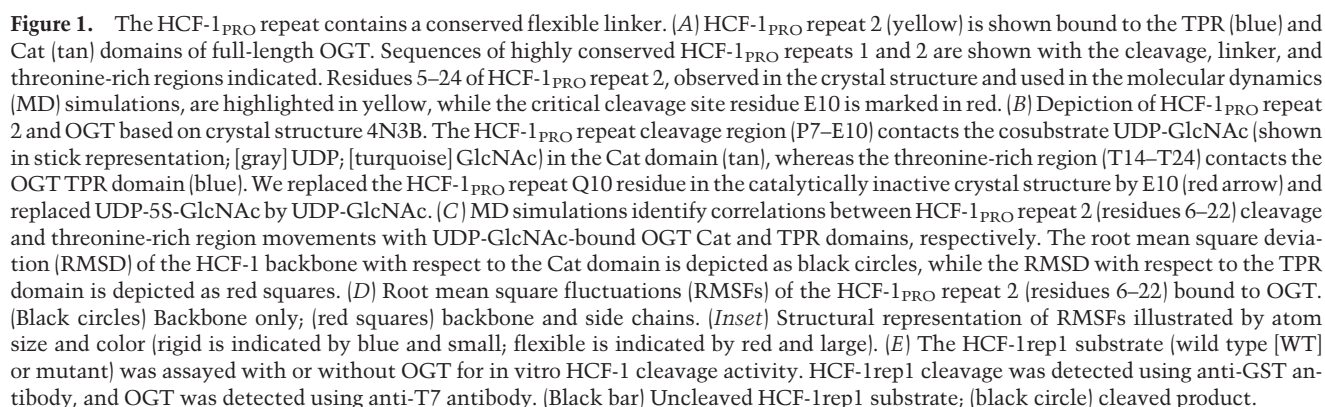 Figure 1. The HCF-1PRO repeat contains a conserved flexible linker. (A) HCF-1PRO repeat 2 (yellow) is shown bound to the TPR (blue) and
Cat (tan) domains of full-length OGT. Sequences of highly conserved HCF-1PRO repeats 1 and 2 are shown with the cleavage, linker, and
threonine-rich regions indicated. Residues 5–24 of HCF-1PRO repeat 2, observed in the crystal structure and used in the molecular dynamics
(MD) simulations, are highlighted in yellow, while the critical cleavage site residue E10 is marked in red. (B) Depiction of HCF-1PRO repeat
2 and OGT based on crystal structure 4N3B. The HCF-1PRO repeat cleavage region (P7–E10) contacts the cosubstrate UDP-GlcNAc (shown
in stick representation; [gray] UDP; [turquoise] GlcNAc) in the Cat domain (tan), whereas the threonine-rich region (T14–T24) contacts the
OGT TPR domain (blue). We replaced the HCF-1PRO repeat Q10 residue in the catalytically inactive crystal structure by E10 (red arrow) and
replaced UDP-5S-GlcNAc by UDP-GlcNAc. (C) MD simulations identify correlations between HCF-1PRO repeat 2 (residues 6–22) cleavage
and threonine-rich region movements with UDP-GlcNAc-bound OGT Cat and TPR domains, respectively. The root mean square devia-
tion (RMSD) of the HCF-1 backbone with respect to the Cat domain is depicted as black circles, while the RMSD with respect to the TPR
domain is depicted as red squares. (D) Root mean square fluctuations (RMSFs) of the HCF-1PRO repeat 2 (residues 6–22) bound to OGT.
(Black circles) Backbone only; (red squares) backbone and side chains. (Inset) Structural representation of RMSFs illustrated by atom
size and color (rigid is indicated by blue and small; flexible is indicated by red and large). (E) The HCF-1rep1 substrate (wild type [WT]
or mutant) was assayed with or without OGT for in vitro HCF-1 cleavage activity. HCF-1rep1 cleavage was detected using anti-GST an-
tibody, and OGT was detected using anti-T7 antibody. (Black bar) Uncleaved HCF-1rep1 substrate; (black circle) cleaved product.